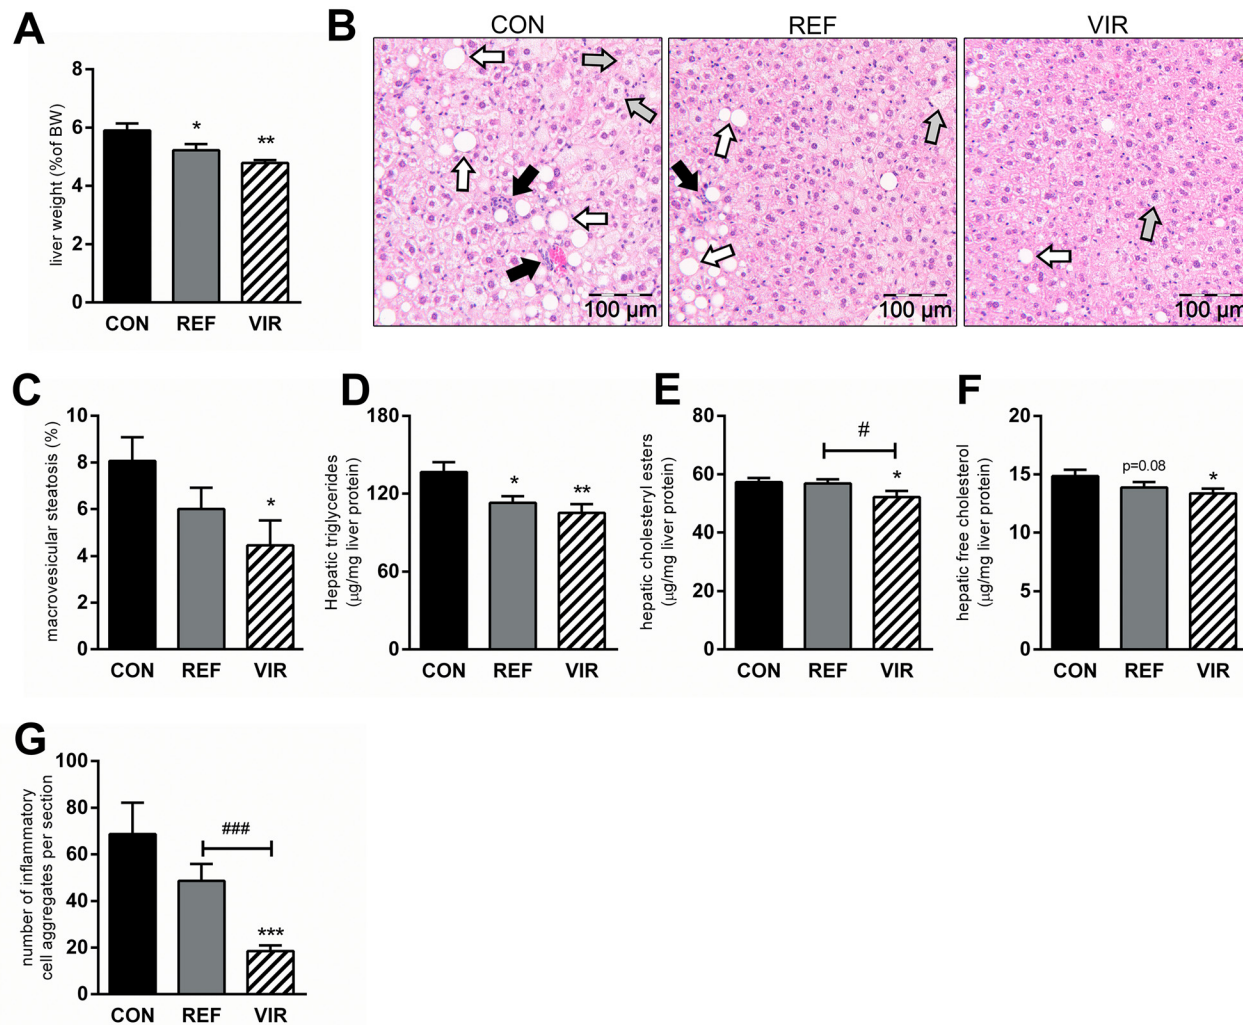 A
liver weight (%of BW)
8
6
4
2
0
*
**
CON
REF
VIR
B
CON
REF
VIR
100 µm
100 µm
100 µm
C
macrovesicular steatosis (%)
10
8
6
4
2
0
*
CON
REF
VIR
D
Hepatic triglycerides
(µg/mg liver protein)
180
120
60
0
*
**
CON
REF
VIR
E
hepatic cholesteryl esters
(µg/mg liver protein)
80
60
40
20
0
#
*
CON
REF
VIR
F
hepatic free cholesterol
(µg/mg liver protein)
20
15
10
5
0
p=0.08
*
CON
REF
VIR
G
number of inflammatory
cell aggregates per section
100
80
60
40
20
0
###
***
CON
REF
VIR